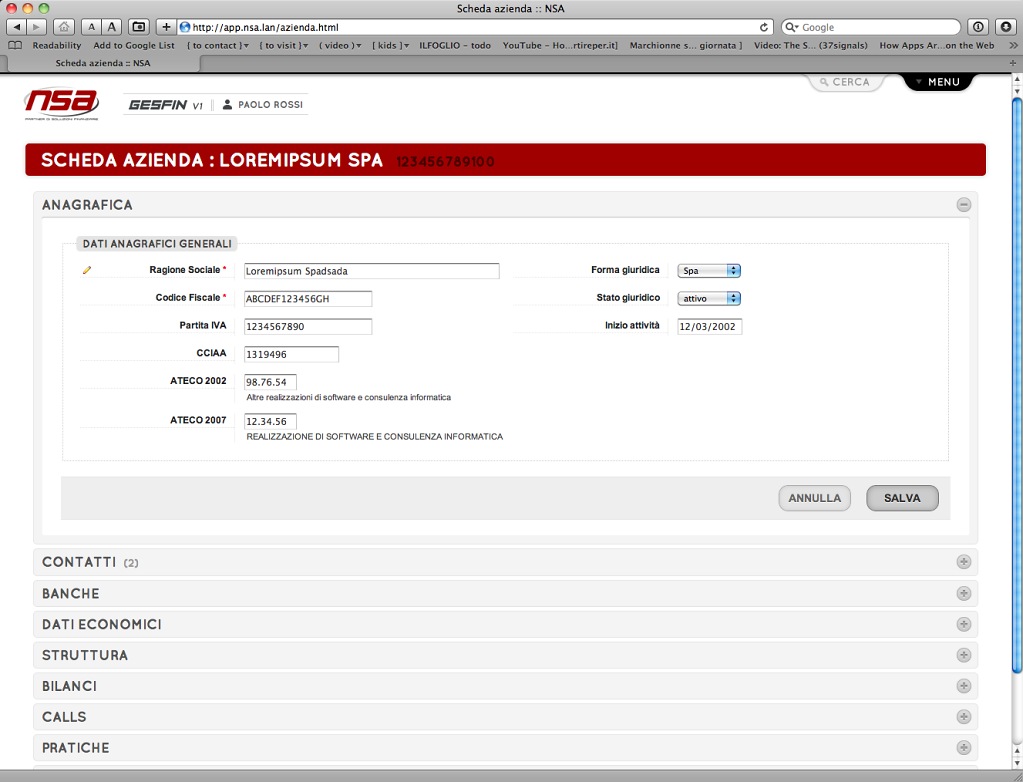 Scheda azienda :: NSA
A A + http://app.nsa.lan/azienda.html Google
Readability Add to Google List [ to contact ] { to visit } ( video ) [ kids ] ILFOGLIO - todo YouTube - Ho...rtireper.it] Marchionne s... giornata ] Video: The S... (37signals) How Apps Ar...on the Web
Scheda azienda :: NSA
CERCA MENU
nsa GESFIN V1 PAOLO ROSSI
PARTNER DI SOLUZIONI FINANZIARIE
SCHEDA AZIENDA : LOREMIPSUM SPA 123456789100
ANAGRAFICA
DATI ANAGRAFICI GENERALI
Ragione Sociale * Loremipsum Spadsada Forma giuridica Spa
Codice Fiscale * ABCDEF123456GH Stato giuridico attivo
Partita IVA 1234567890 Inizio attività 12/03/2002
CCIAA 1319496
ATECO 2002 98.76.54
Altre realizzazioni di software e consulenza informatica
ATECO 2007 12.34.56
REALIZZAZIONE DI SOFTWARE E CONSULENZA INFORMATICA
ANNULLA SALVA
CONTATTI (2)
BANCHE
DATI ECONOMICI
STRUTTURA
BILANCI
CALLS
PRATICHE